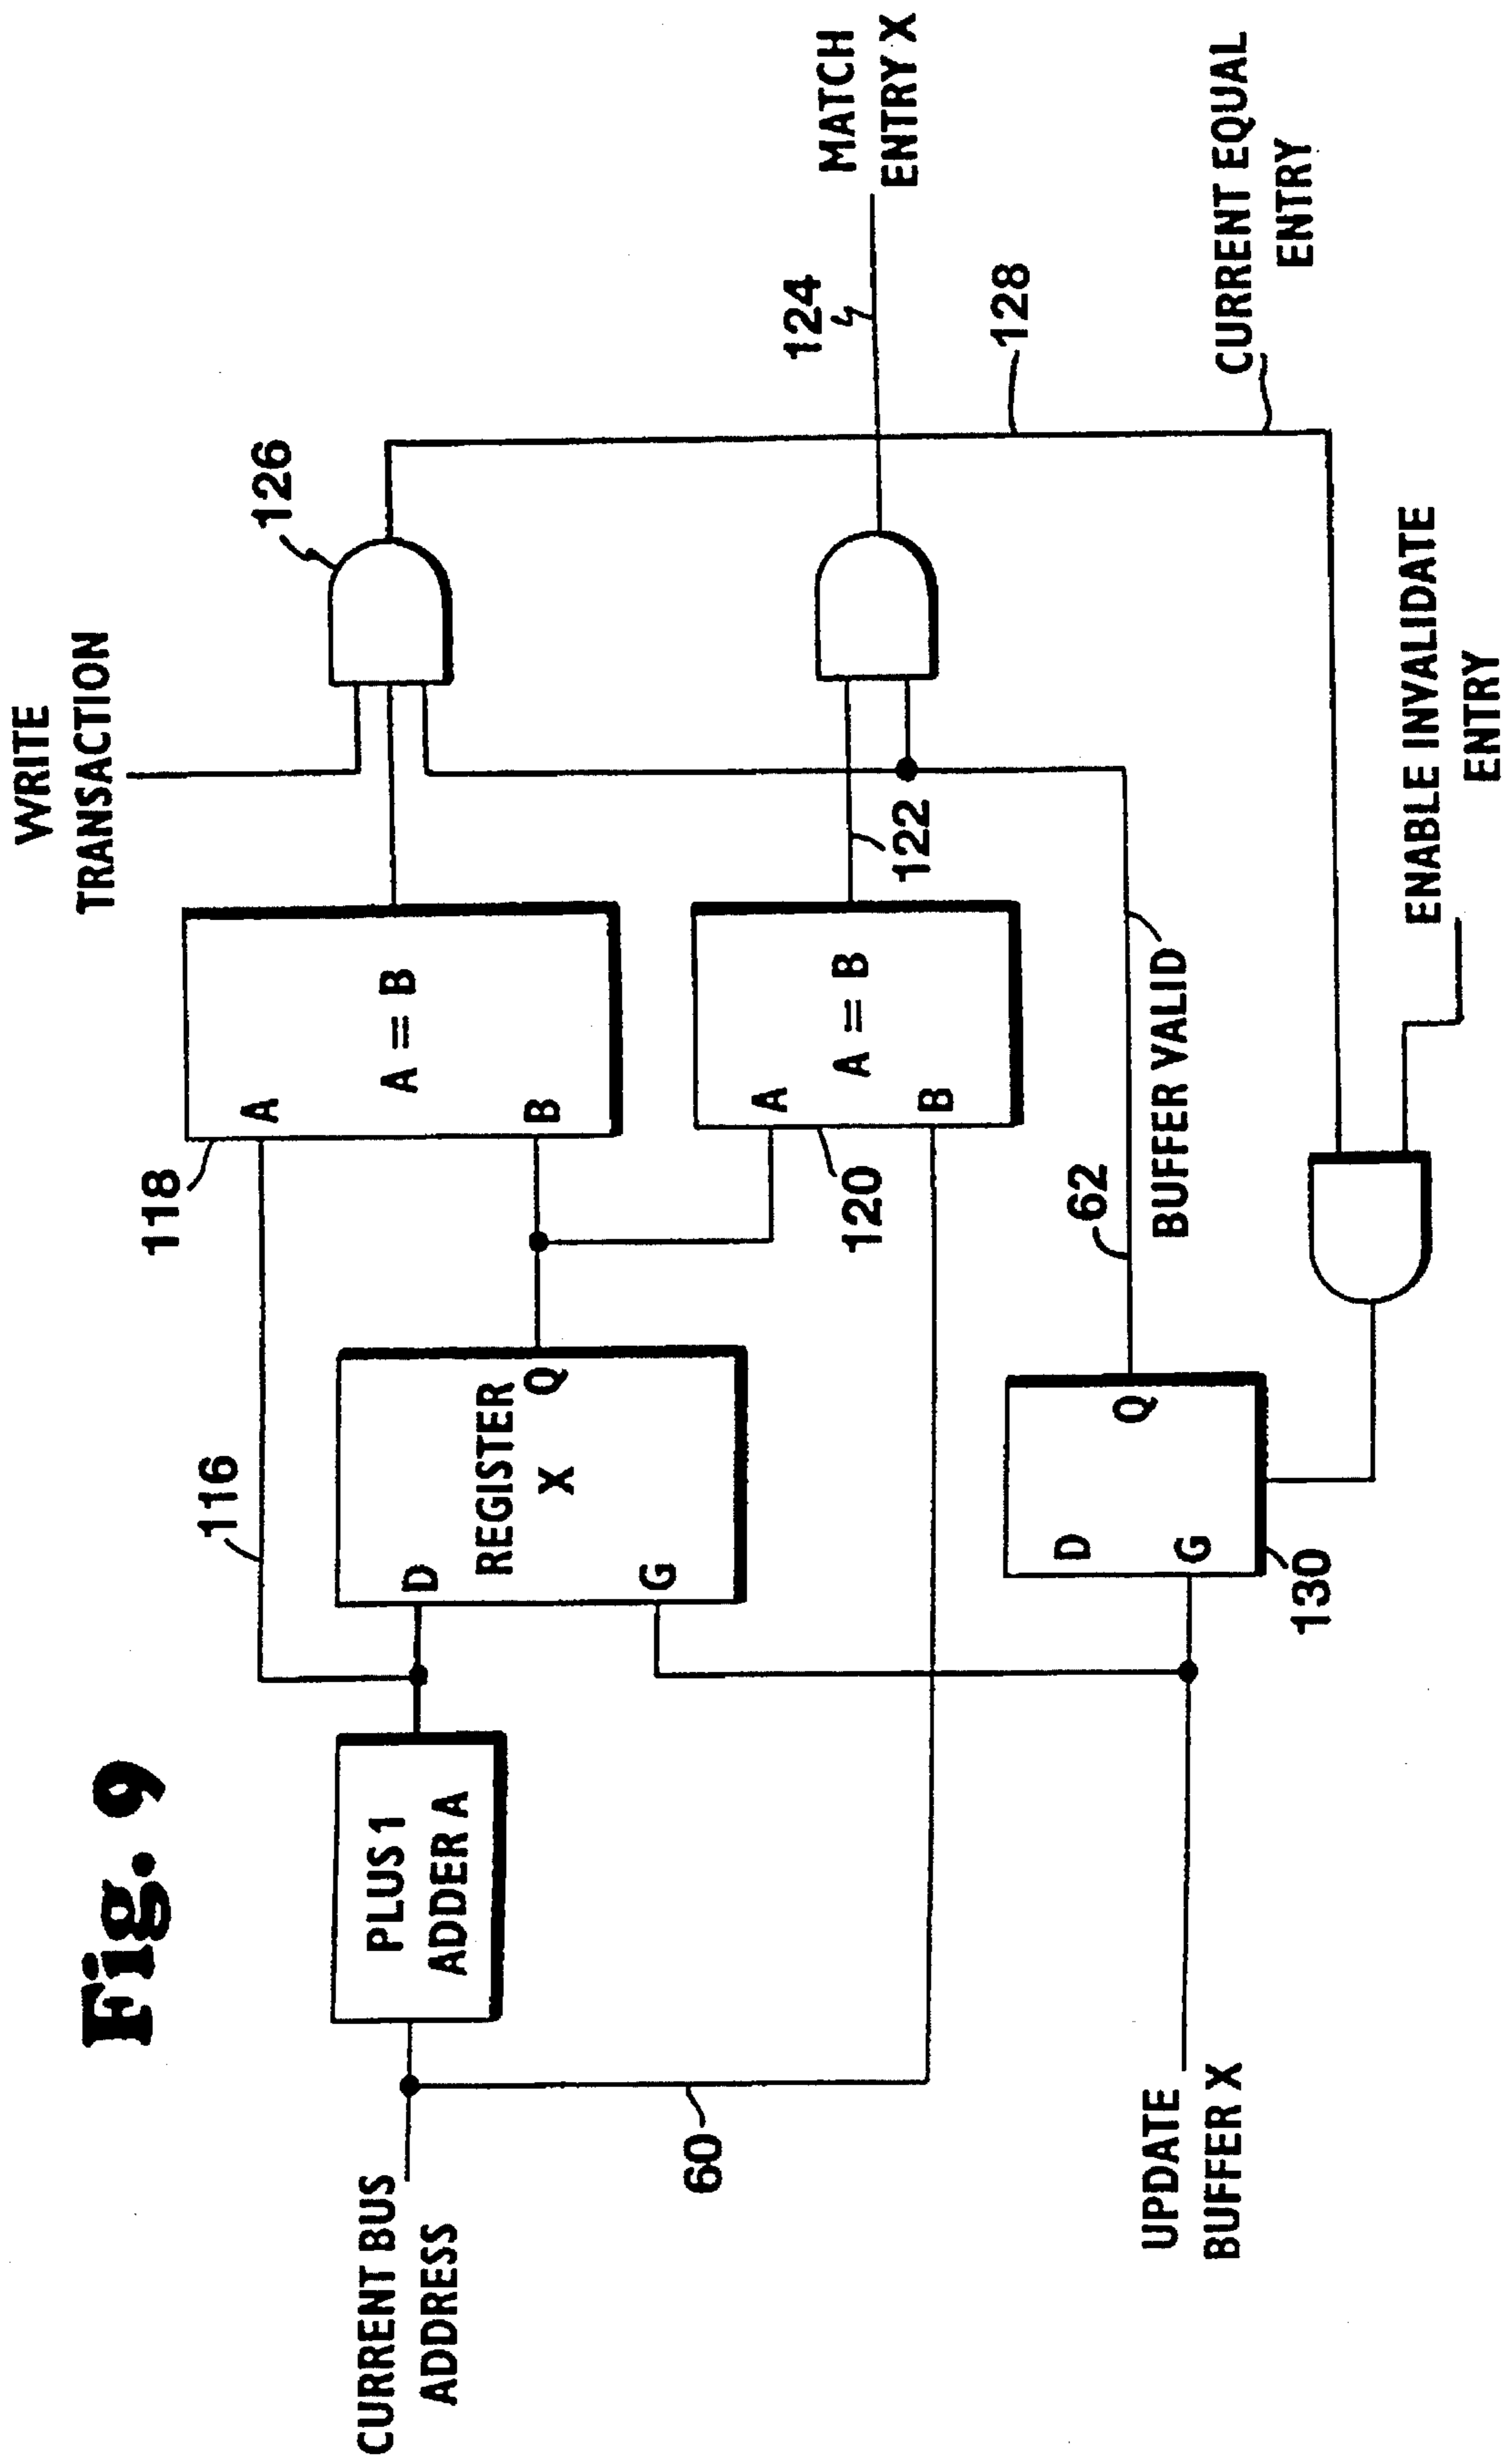 Fig. 9
WRITE
TRANSACTION
126
118
A
A = B
B
116
PLUS 1
ADDER A
D
REGISTER
X
Q
G
CURRENT BUS
ADDRESS
60
A
A = B
B
120
122
124
MATCH
ENTRY X
128
CURRENT EQUAL
ENTRY
62
BUFFER VALID
D
Q
G
130
UPDATE
BUFFER X
ENABLE INVALIDATE
ENTRY